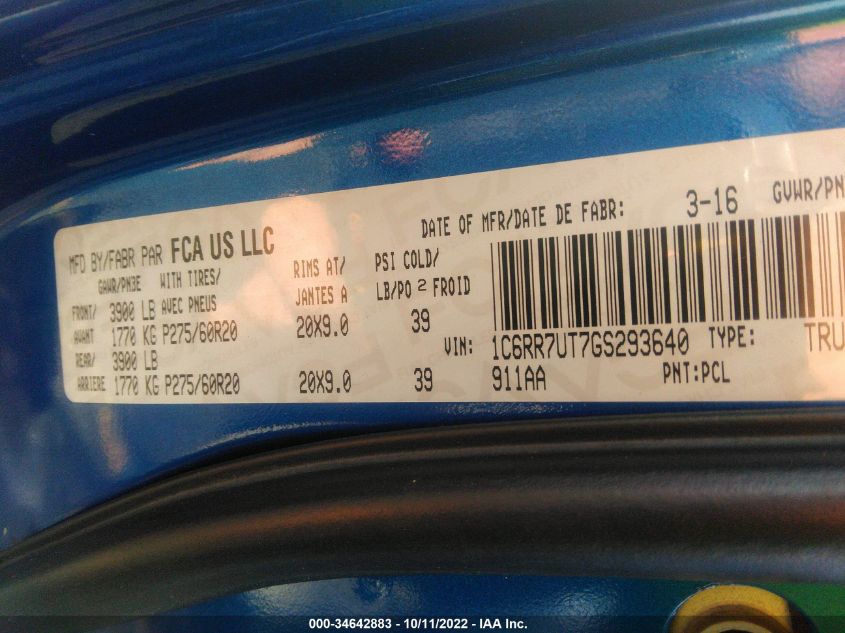 DATE OF MFR/DATE DE FABR: 3-16 GVWR/PN
MFD BY/FABR PAR FCA US LLC
GAWR/PNBE WITH TIRES/ RIMS AT/ PSI COLD/
FRONT/ 3900 LB AVEC PNEUS JANTES A LB/PO 2 FROID
AVANT 1770 KG P275/60R20 20X9.0 39
REAR/ 3900 LB
ARRIERE 1770 KG P275/60R20 20X9.0 39
VIN: 1C6RR7UT7GS293640 TYPE: TRU
911AA PNT:PCL
000-34642883 - 10/11/2022 - IAA Inc.